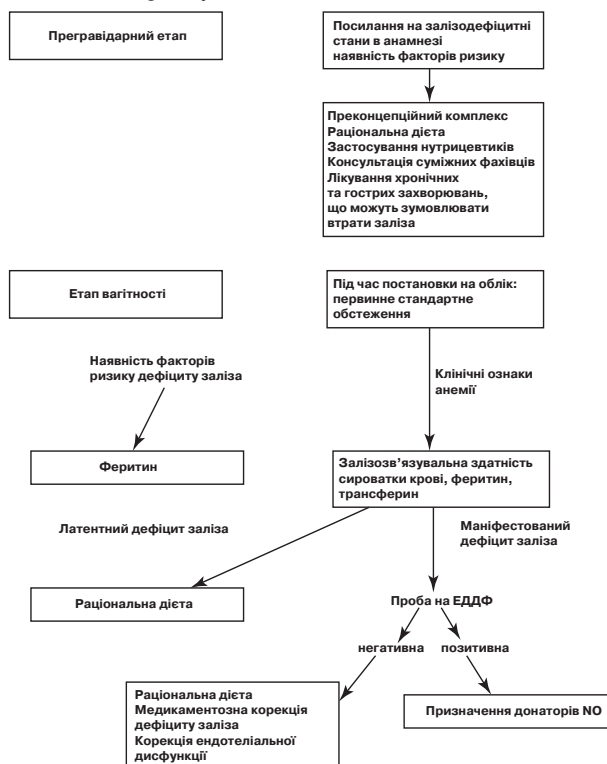 Прегравідарний етап
Посилання на залізодефіцитні
стани в анамнезі
наявність факторів ризику
Преконцепційний комплекс
Раціональна дієта
Застосування нутрицевтиків
Консультація суміжних фахівців
Лікування хронічних
та гострих захворювань,
що можуть зумовлювати
втрати заліза
Етап вагітності
Під час постановки на облік:
первинне стандартне
обстеження
Наявність факторів
ризику дефіциту заліза
Клінічні ознаки
анемії
Феритин
Залізозв’язувальна здатність
сироватки крові, феритин,
трансферин
Латентний дефіцит заліза
Маніфестований
дефіцит заліза
Раціональна дієта
Проба на ЕДДФ
негативна
позитивна
Раціональна дієта
Медикаментозна корекція
дефіциту заліза
Корекція ендотеліальної
дисфункції
Призначення донаторів NO